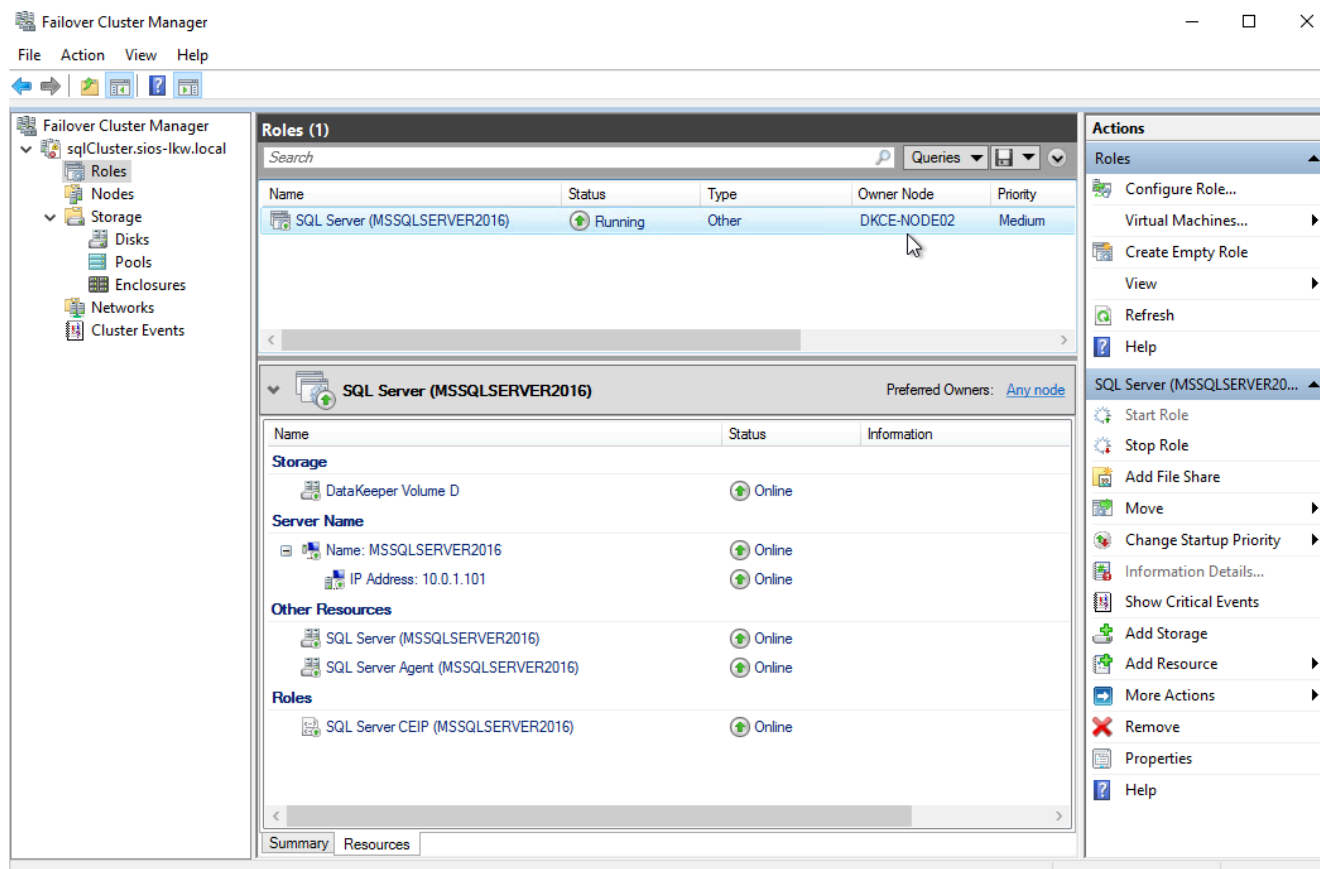 Failover Cluster Manager
File Action View Help
Failover Cluster Manager
sqlCluster.sios-lkw.local
Roles
Nodes
Storage
Disks
Pools
Enclosures
Networks
Cluster Events
Roles (1)
Search
Queries
Name Status Type Owner Node Priority
SQL Server (MSSQLSERVER2016) Running Other DKCE-NODE02 Medium
SQL Server (MSSQLSERVER2016) Preferred Owners: Any node
Name Status Information
Storage
DataKeeper Volume D Online
Server Name
Name: MSSQLSERVER2016 Online
IP Address: 10.0.1.101 Online
Other Resources
SQL Server (MSSQLSERVER2016) Online
SQL Server Agent (MSSQLSERVER2016) Online
Roles
SQL Server CEIP (MSSQLSERVER2016) Online
Summary Resources
Actions
Roles
Configure Role...
Virtual Machines...
Create Empty Role
View
Refresh
Help
SQL Server (MSSQLSERVER20...
Start Role
Stop Role
Add File Share
Move
Change Startup Priority
Information Details...
Show Critical Events
Add Storage
Add Resource
More Actions
Remove
Properties
Help